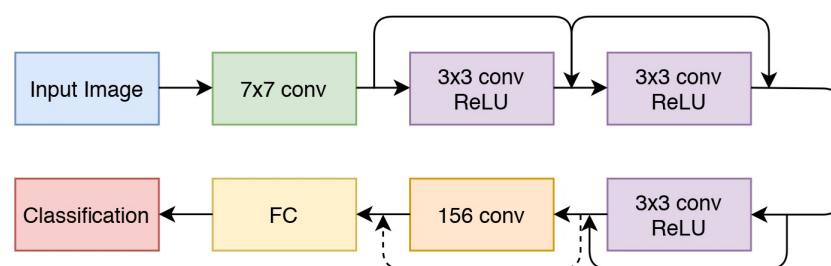 Input Image
7x7 conv
3x3 conv
ReLU
3x3 conv
ReLU
Classification
FC
156 conv
3x3 conv
ReLU